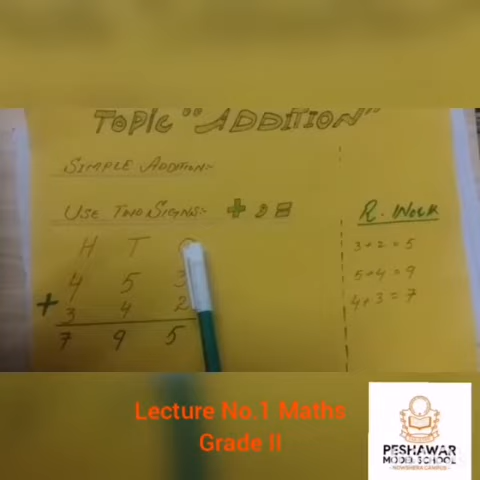 TOPIC "ADDITION"
SIMPLE ADDITION:-
USE TWO SIGNS:- + , =
H T O
4 5 3
+ 3 4 2
7 9 5
R. WORK
3+2=5
5+4=9
4+3=7
Lecture No.1 Maths
Grade II
PESHAWAR
MODEL SCHOOL